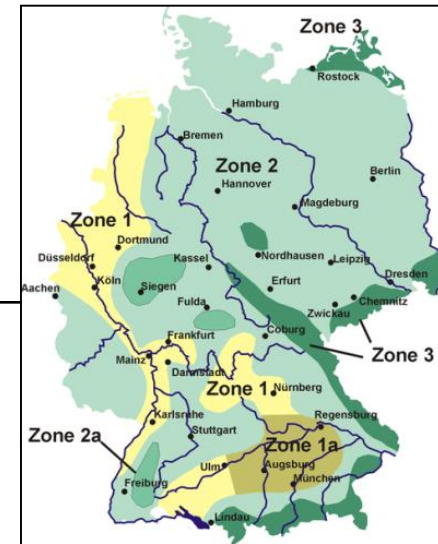 Zone 3
Rostock
Hamburg
Bremen
Zone 2
Berlin
Hannover
Magdeburg
Zone 1
Dortmund
Düsseldorf
Kassel
Nordhausen
Leipzig
Dresden
Köln
Aachen
Siegen
Erfurt
Chemnitz
Zwickau
Fulda
Coburg
Zone 3
Frankfurt
Mainz
Darmstadt
Zone 1
Nürnberg
Karlsruhe
Regensburg
Zone 2a
Stuttgart
Zone 1a
Ulm
Augsburg
Freiburg
München
Lindau